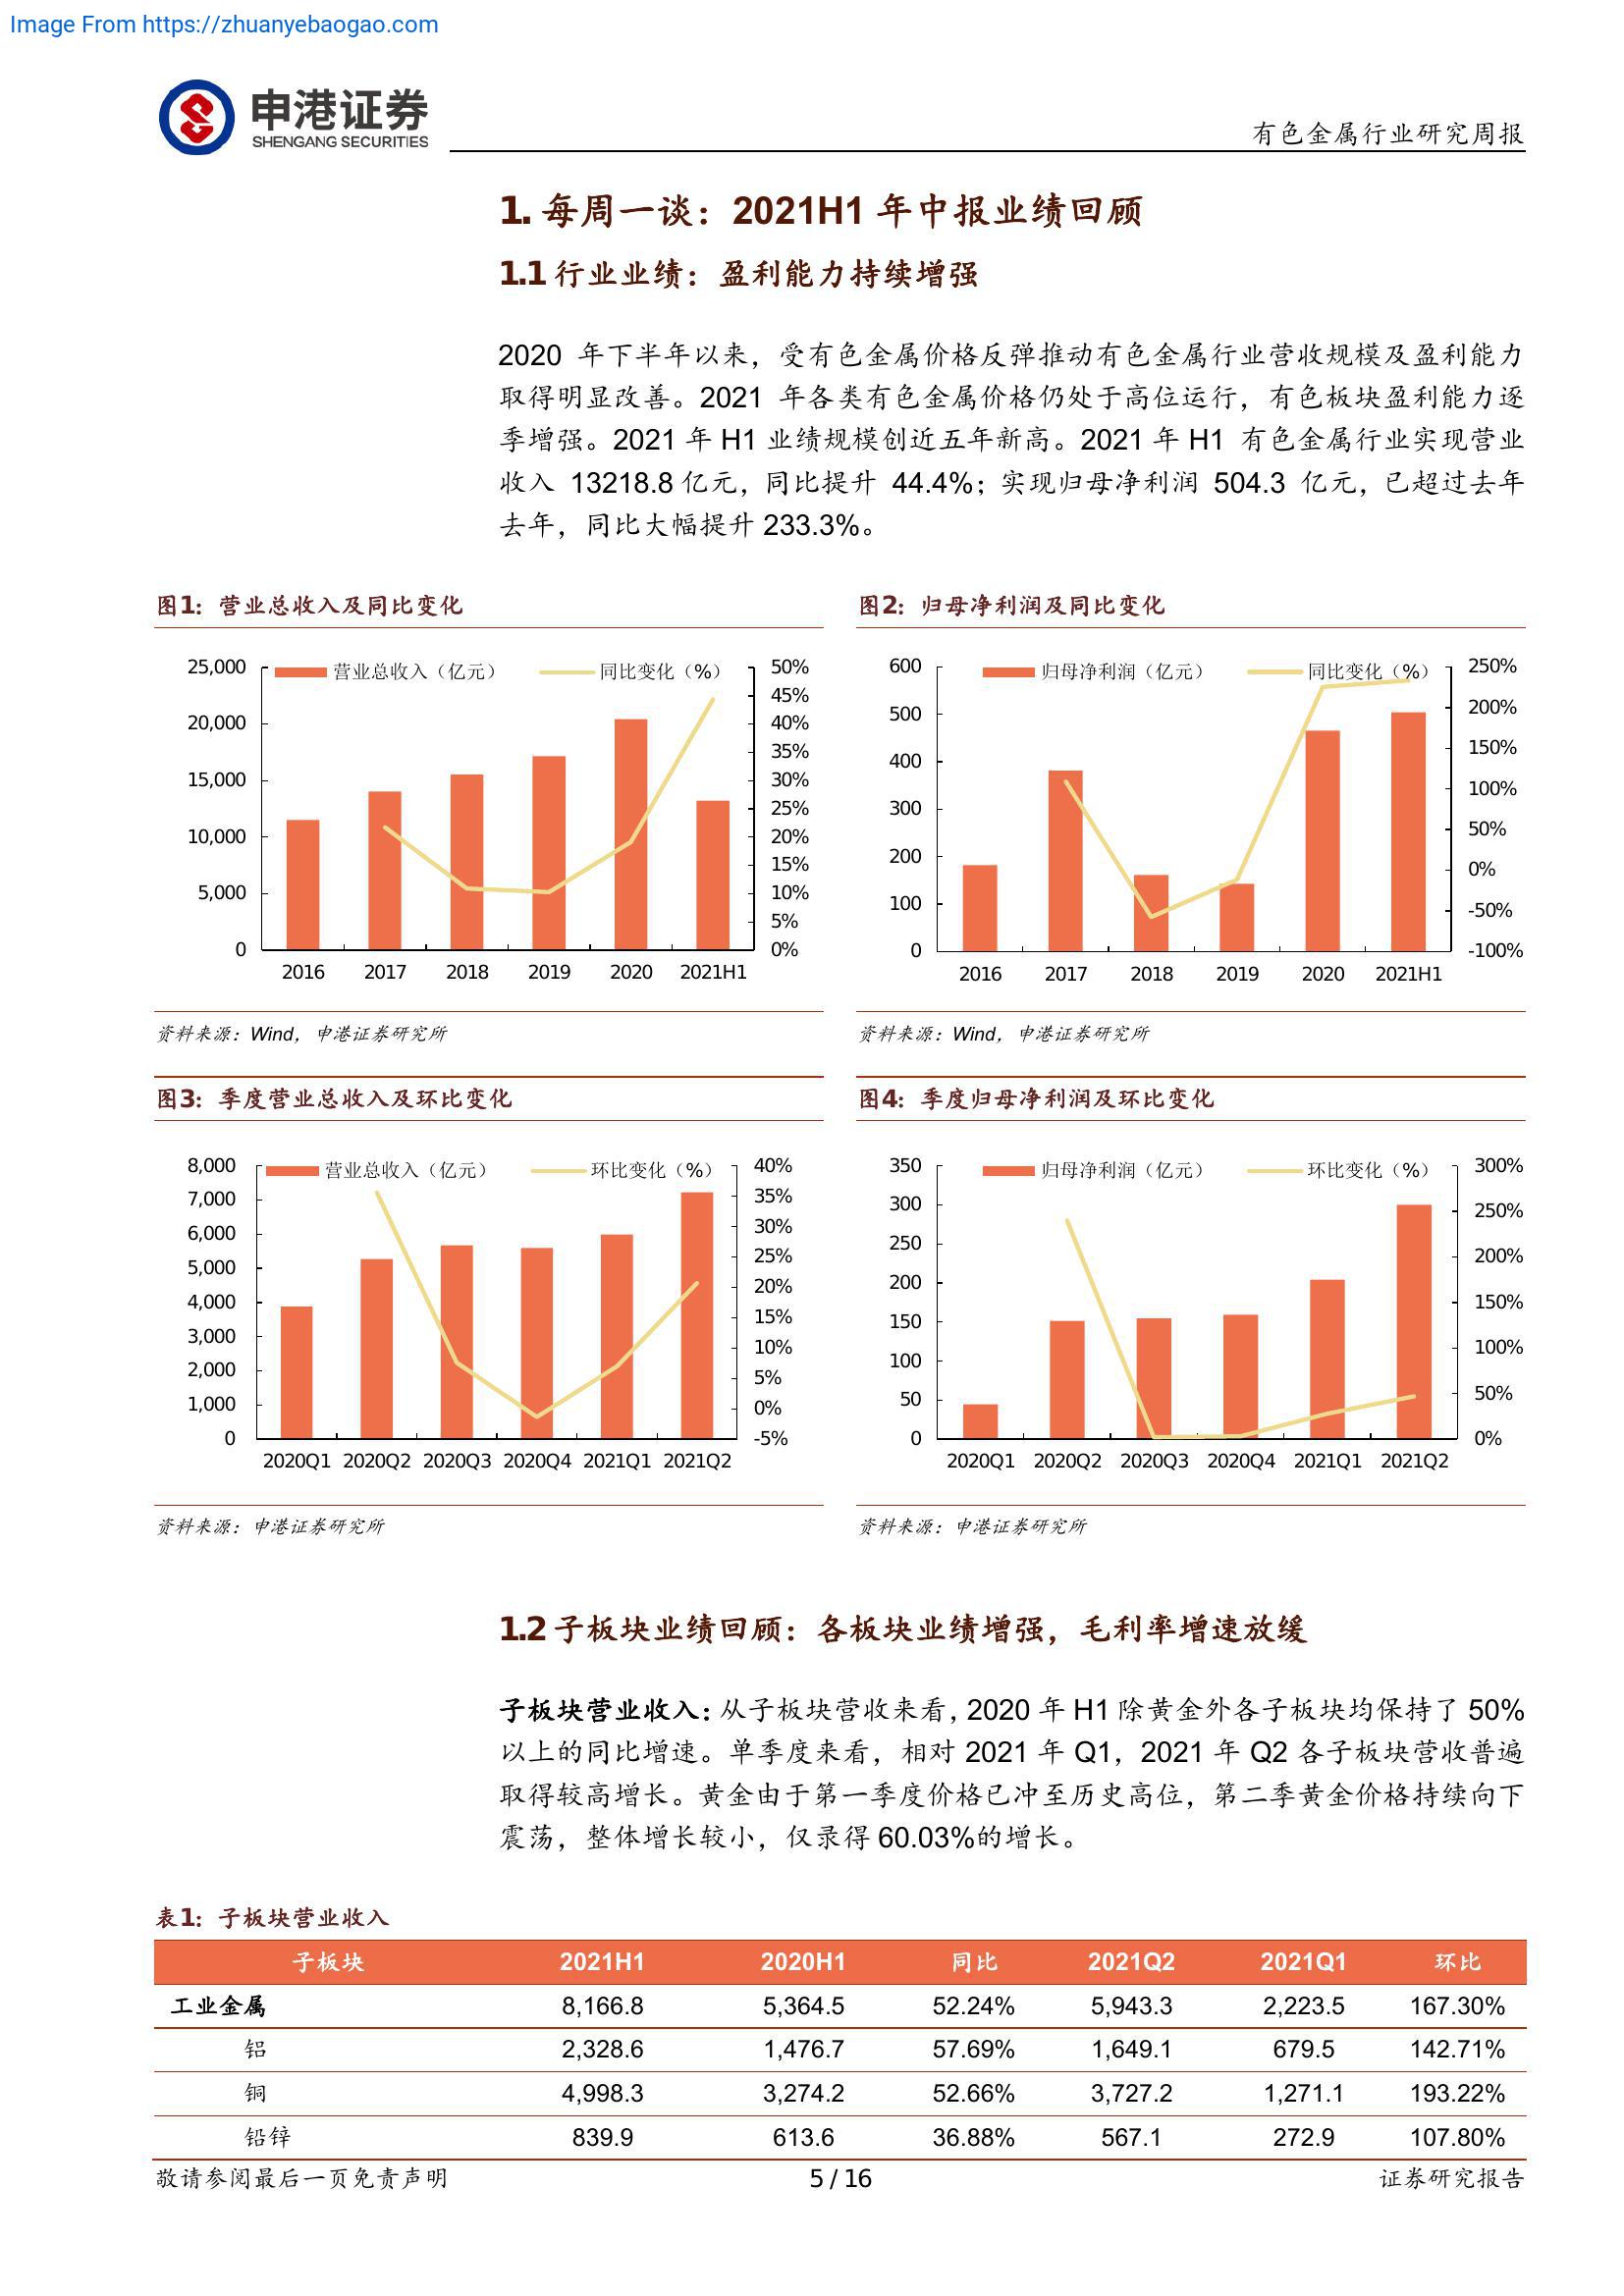 Image From https://zhuanyebaogao.com
申港证券
SHENGANG SECURITIES
有色金属行业研究周报
1. 每周一谈：2021H1 年中报业绩回顾
1.1 行业业绩：盈利能力持续增强
2020 年下半年以来，受有色金属价格反弹推动有色金属行业营收规模及盈利能力
取得明显改善。2021 年各类有色金属价格仍处于高位运行，有色板块盈利能力逐
季增强。2021 年 H1 业绩规模创近五年新高。2021 年 H1 有色金属行业实现营业
收入 13218.8 亿元，同比提升 44.4%；实现归母净利润 504.3 亿元，已超过去年
去年，同比大幅提升 233.3%。
图1：营业总收入及同比变化
营业总收入（亿元） 同比变化（%）
25,000 50%
45%
20,000 40%
35%
15,000 30%
25%
10,000 20%
15%
5,000 10%
5%
0 0%
2016 2017 2018 2019 2020 2021H1
资料来源：Wind，申港证券研究所
图2：归母净利润及同比变化
归母净利润（亿元） 同比变化（%）
600 250%
500 200%
400 150%
300 100%
50%
200 0%
100 -50%
0 -100%
2016 2017 2018 2019 2020 2021H1
资料来源：Wind，申港证券研究所
图3：季度营业总收入及环比变化
营业总收入（亿元） 环比变化（%）
8,000 40%
7,000 35%
6,000 30%
25%
5,000 20%
4,000 15%
3,000 10%
2,000 5%
1,000 0%
0 -5%
2020Q1 2020Q2 2020Q3 2020Q4 2021Q1 2021Q2
资料来源：申港证券研究所
图4：季度归母净利润及环比变化
归母净利润（亿元） 环比变化（%）
350 300%
300 250%
250 200%
200 150%
150 100%
100 50%
50
0 0%
2020Q1 2020Q2 2020Q3 2020Q4 2021Q1 2021Q2
资料来源：申港证券研究所
1.2 子板块业绩回顾：各板块业绩增强，毛利率增速放缓
子板块营业收入：从子板块营收来看，2020 年 H1 除黄金外各子板块均保持了 50%
以上的同比增速。单季度来看，相对 2021 年 Q1，2021 年 Q2 各子板块营收普遍
取得较高增长。黄金由于第一季度价格已冲至历史高位，第二季黄金价格持续向下
震荡，整体增长较小，仅录得 60.03%的增长。
表1：子板块营业收入
子板块 2021H1 2020H1 同比 2021Q2 2021Q1 环比
工业金属 8,166.8 5,364.5 52.24% 5,943.3 2,223.5 167.30%
铝 2,328.6 1,476.7 57.69% 1,649.1 679.5 142.71%
铜 4,998.3 3,274.2 52.66% 3,727.2 1,271.1 193.22%
铅锌 839.9 613.6 36.88% 567.1 272.9 107.80%
敬请参阅最后一页免责声明 5 / 16 证券研究报告